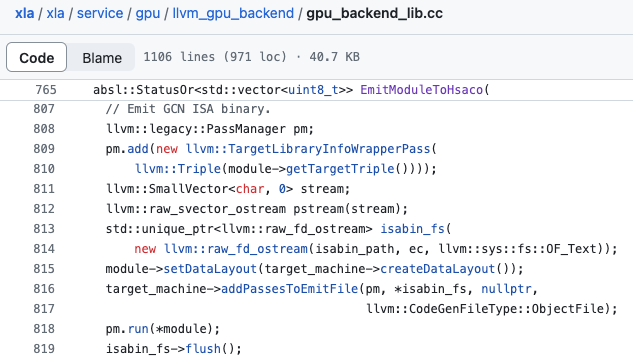 xla / xla / service / gpu / llvm_gpu_backend / gpu_backend_lib.cc
Code Blame 1106 lines (971 loc) · 40.7 KB
765 absl::StatusOr<std::vector<uint8_t>> EmitModuleToHsaco(
807 // Emit GCN ISA binary.
808 llvm::legacy::PassManager pm;
809 pm.add(new llvm::TargetLibraryInfoWrapperPass(
810 llvm::Triple(module->getTargetTriple())));
811 llvm::SmallVector<char, 0> stream;
812 llvm::raw_svector_ostream pstream(stream);
813 std::unique_ptr<llvm::raw_fd_ostream> isabin_fs(
814 new llvm::raw_fd_ostream(isabin_path, ec, llvm::sys::fs::OF_Text));
815 module->setDataLayout(target_machine->createDataLayout());
816 target_machine->addPassesToEmitFile(pm, *isabin_fs, nullptr,
817 llvm::CodeGenFileType::ObjectFile);
818 pm.run(*module);
819 isabin_fs->flush();